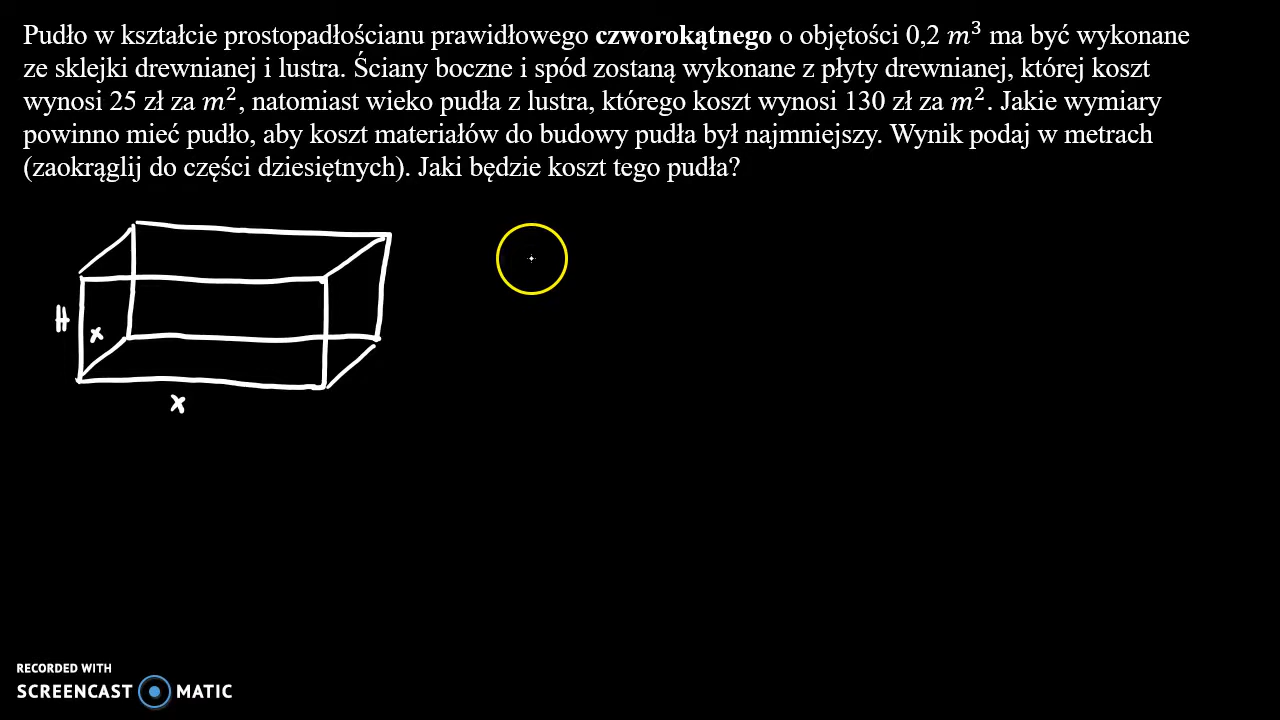 Pudło w kształcie prostopadłościanu prawidłowego czworokątnego o objętości 0,2 m³ ma być wykonane
ze sklejki drewnianej i lustra. Ściany boczne i spód zostaną wykonane z płyty drewnianej, której koszt
wynosi 25 zł za m², natomiast wieko pudła z lustra, którego koszt wynosi 130 zł za m². Jakie wymiary
powinno mieć pudło, aby koszt materiałów do budowy pudła był najmniejszy. Wynik podaj w metrach
(zaokrąglij do części dziesiętnych). Jaki będzie koszt tego pudła?
H
x
x
RECORDED WITH
SCREENCAST MATIC